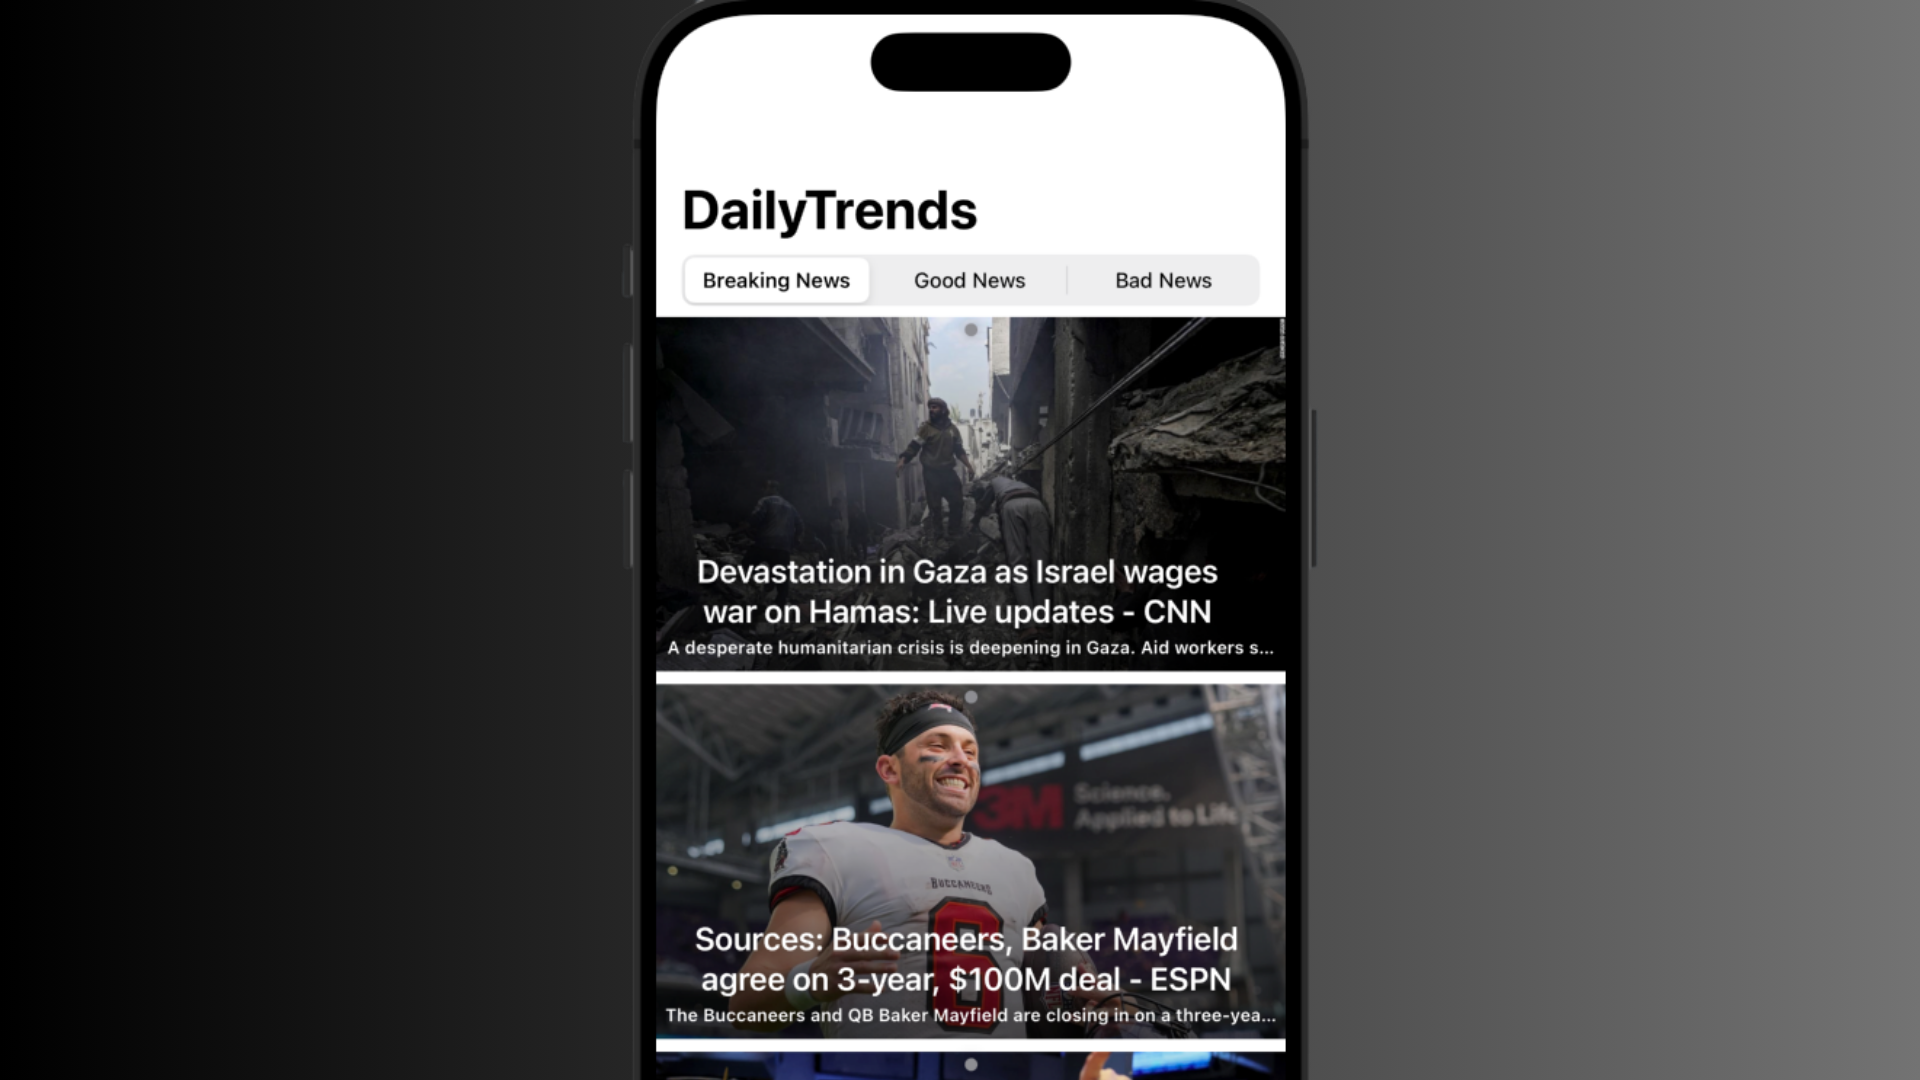 DailyTrends
Breaking News
Good News
Bad News
Devastation in Gaza as Israel wages
war on Hamas: Live updates - CNN
A desperate humanitarian crisis is deepening in Gaza. Aid workers s...
3M Science.
Applied to Life.
BUCCANEERS
6
Sources: Buccaneers, Baker Mayfield
agree on 3-year, $100M deal - ESPN
The Buccaneers and QB Baker Mayfield are closing in on a three-yea...